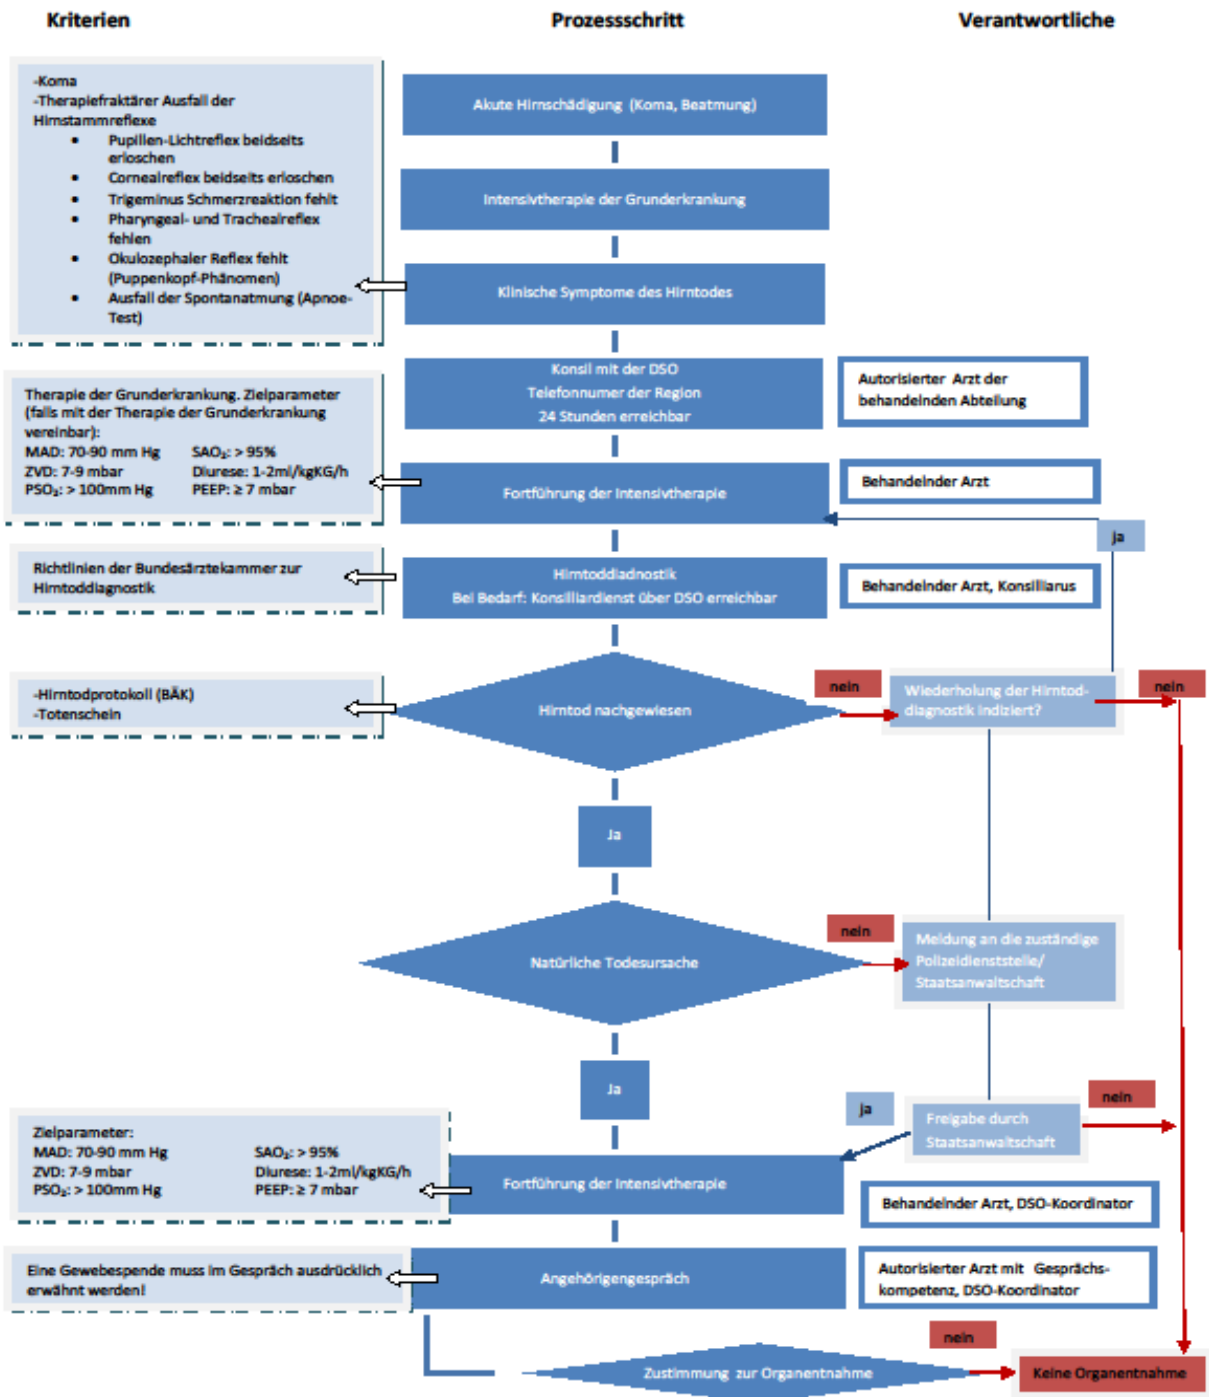 Kriterien
Prozessschritt
Verantwortliche
-Koma
-Therapiefraktärer Ausfall der
Hirnstammreflexe
• Pupillen-Lichtreflex beidseits
erloschen
• Cornealreflex beidseits erloschen
• Trigeminus Schmerzreaktion fehlt
• Pharyngeal- und Trachealreflex
fehlen
• Okulozephaler Reflex fehlt
(Puppenkopf-Phänomen)
• Ausfall der Spontanatmung (Apnoe-
Test)
Akute Hirnschädigung (Koma, Beatmung)
Intensivtherapie der Grunderkrankung
Klinische Symptome des Hirntodes
Konsil mit der DSO
Telefonnumer der Region
24 Stunden erreichbar
Autorisierter Arzt der
behandelnden Abteilung
Therapie der Grunderkrankung. Zielparameter
(falls mit der Therapie der Grunderkrankung
vereinbar):
MAD: 70-90 mm Hg SAO₂: > 95%
ZVD: 7-9 mbar Diurese: 1-2ml/kgKG/h
PSO₂: > 100mm Hg PEEP: ≥ 7 mbar
Fortführung der Intensivtherapie
Behandelnder Arzt
ja
Richtlinien der Bundesärztekammer zur
Hirntoddiagnostik
Hirntoddiadnostik
Bei Bedarf: Konsilliardienst über DSO erreichbar
Behandelnder Arzt, Konsilliarus
-Hirntodprotokoll (BÄK)
-Totenschein
Hirntod nachgewiesen
nein
Wiederholung der Hirntod-
diagnostik indiziert?
nein
Ja
Natürliche Todesursache
nein
Meldung an die zuständige
Polizeidienststelle/
Staatsanwaltschaft
Ja
ja
Freigabe durch
Staatsanwaltschaft
nein
Zielparameter:
MAD: 70-90 mm Hg SAO₂: > 95%
ZVD: 7-9 mbar Diurese: 1-2ml/kgKG/h
PSO₂: > 100mm Hg PEEP: ≥ 7 mbar
Fortführung der Intensivtherapie
Behandelnder Arzt, DSO-Koordinator
Eine Gewebespende muss im Gespräch ausdrücklich
erwähnt werden!
Angehörigengespräch
Autorisierter Arzt mit Gesprächs-
kompetenz, DSO-Koordinator
nein
Zustimmung zur Organentnahme
Keine Organentnahme